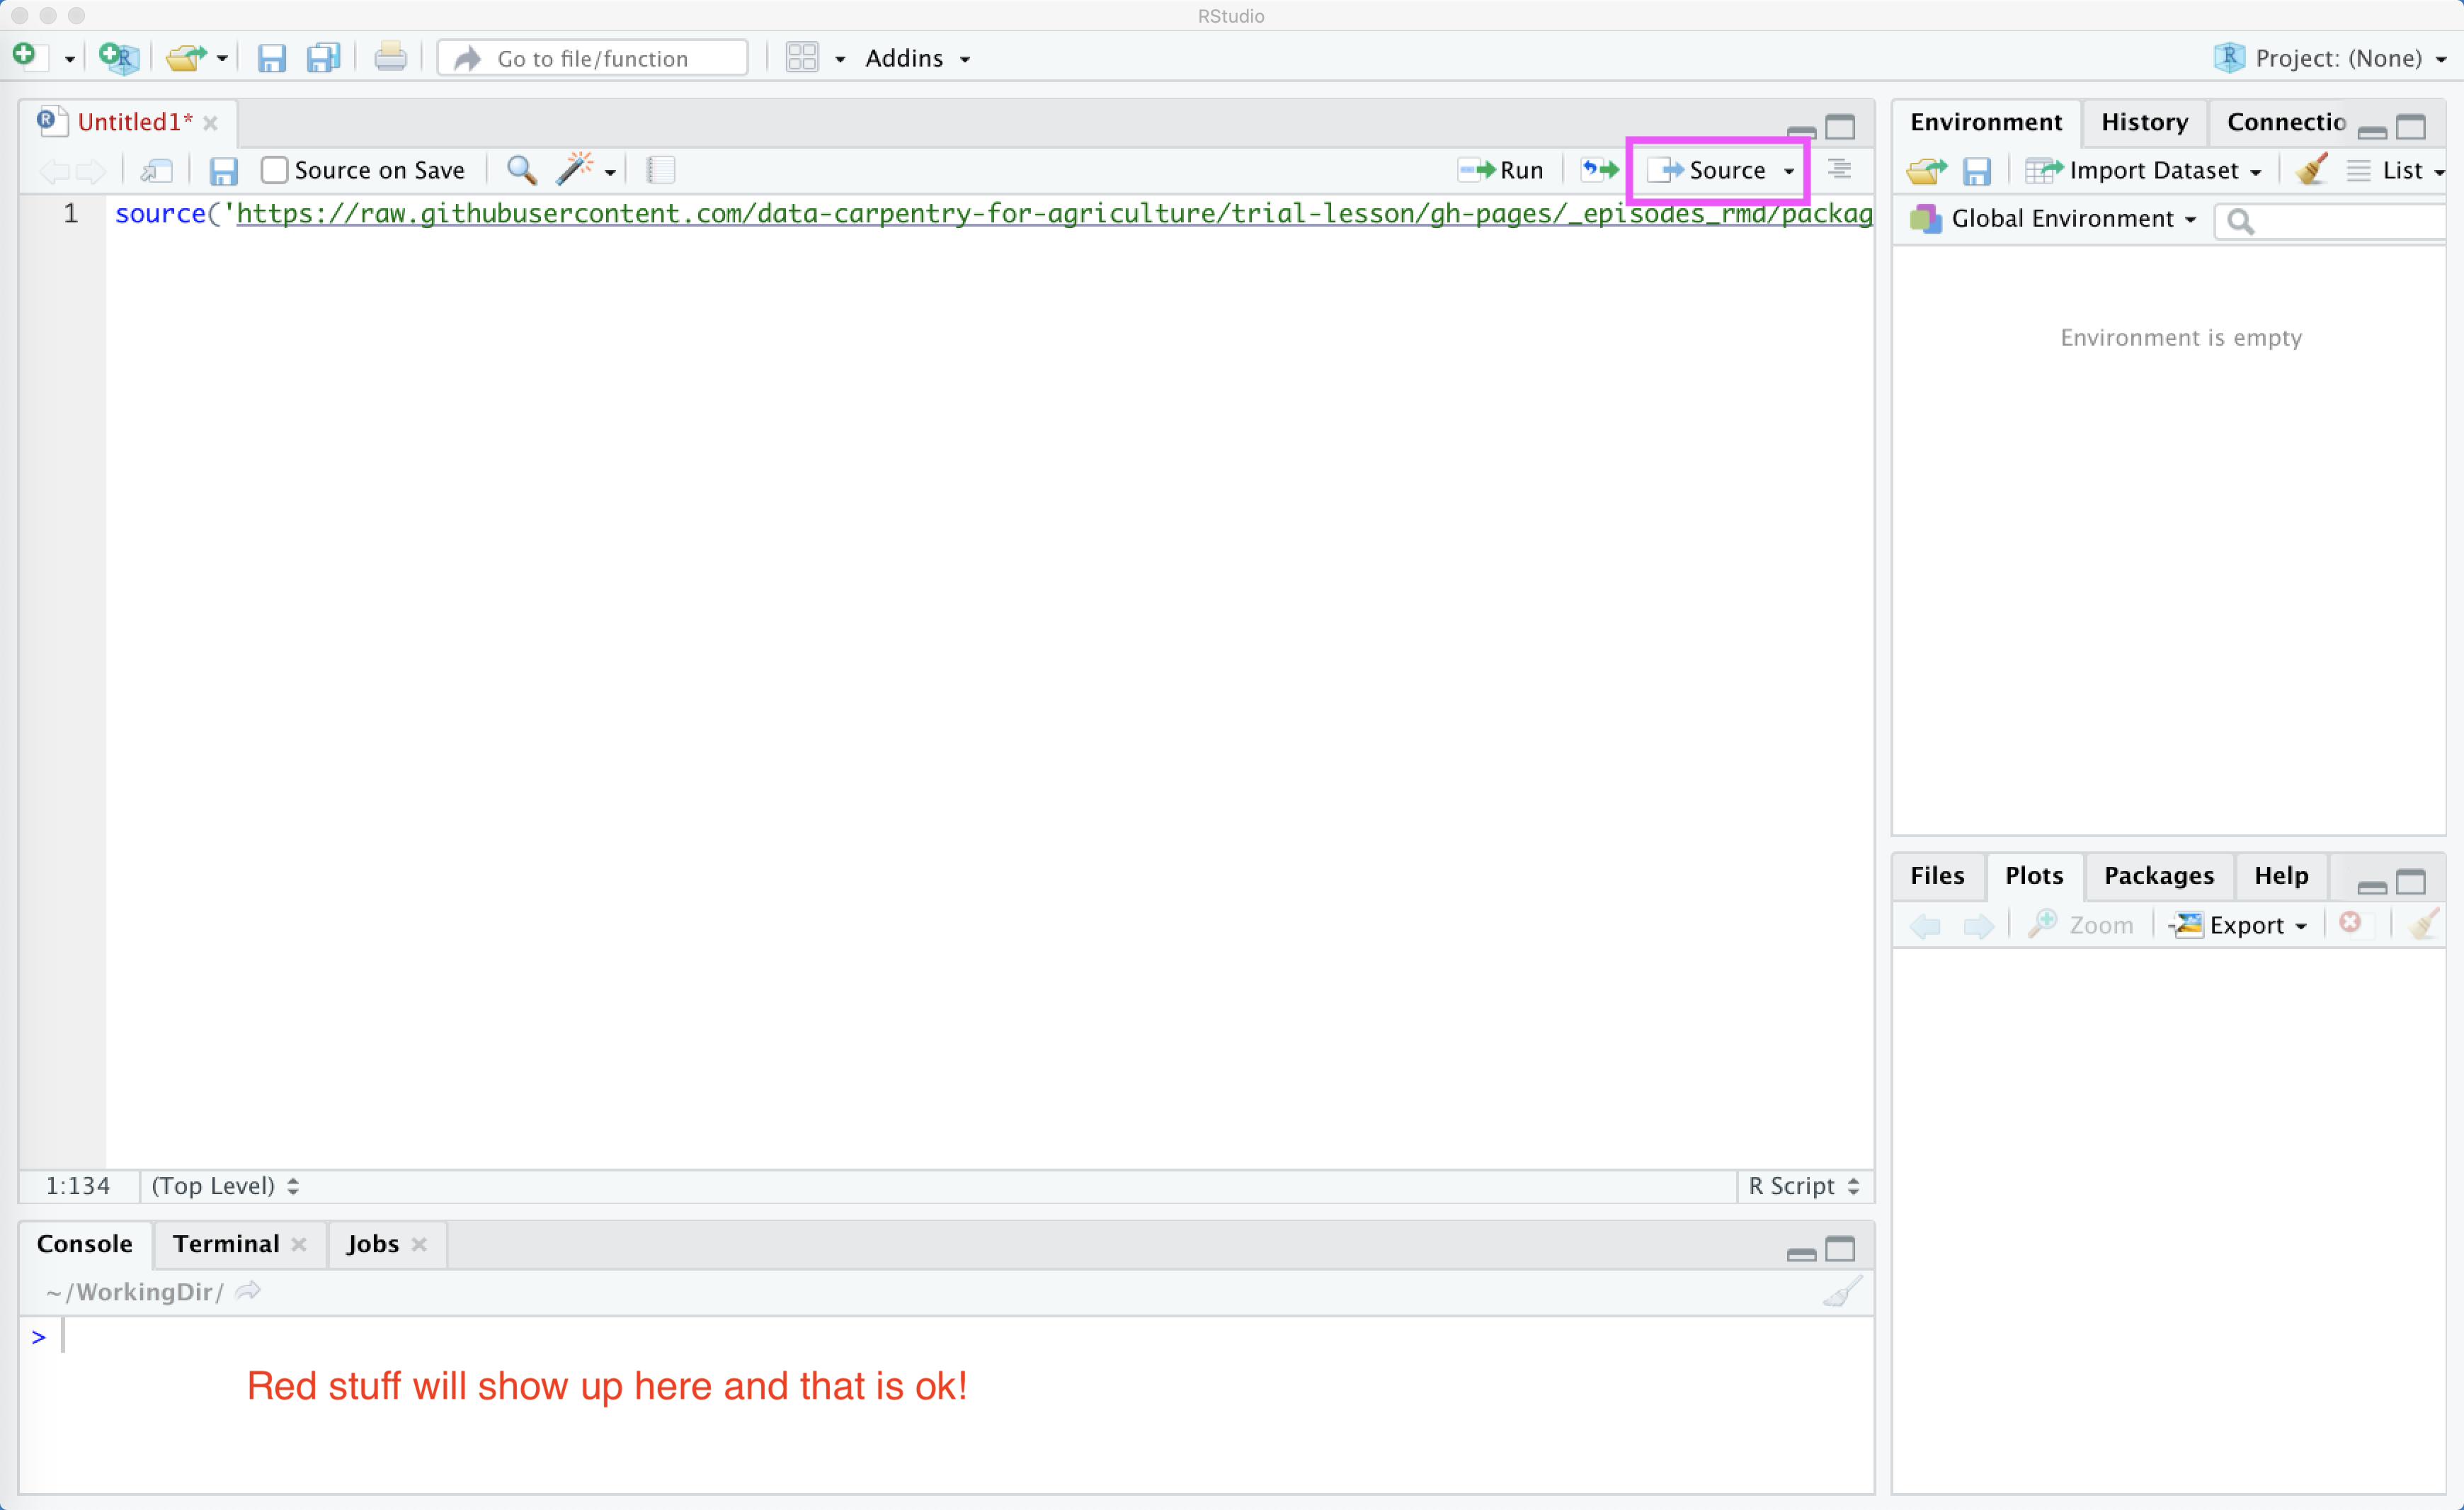 RStudio
Go to file/function Addins Project: (None)
Untitled1*
Source on Save Run Source
1 source('https://raw.githubusercontent.com/data-carpentry-for-agriculture/trial-lesson/gh-pages/_episodes_rmd/packag
1:134 (Top Level) R Script
Console Terminal Jobs
~/WorkingDir/
>
Red stuff will show up here and that is ok!
Environment History Connectio
Import Dataset List
Global Environment
Environment is empty
Files Plots Packages Help
Zoom Export